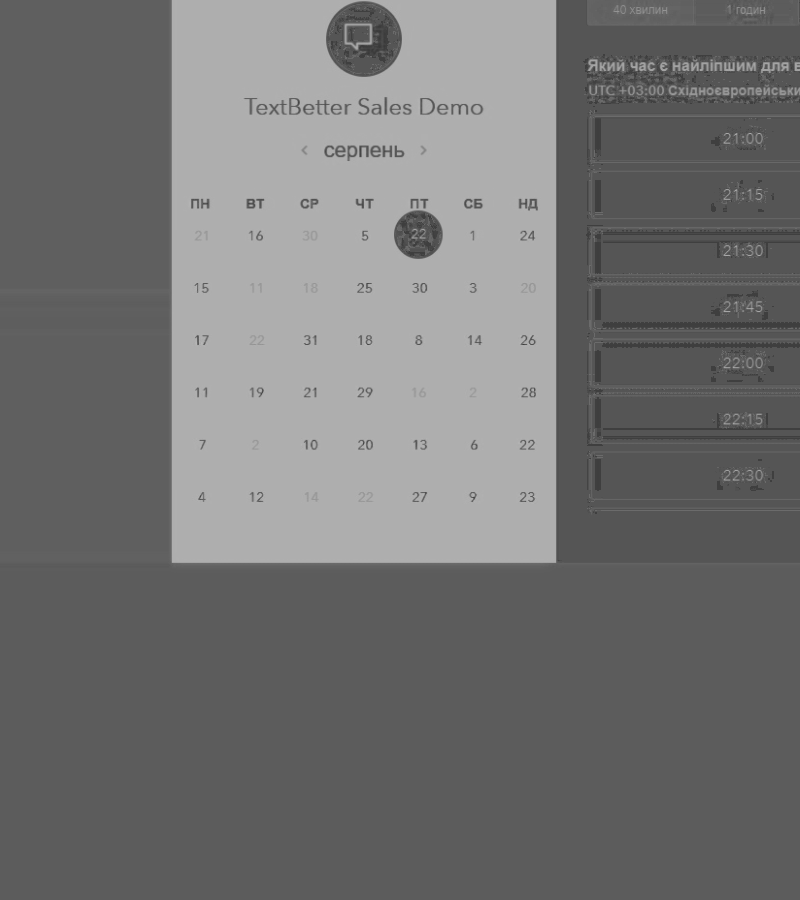 TextBetter Sales Demo
серпень
ПН ВТ СР ЧТ ПТ СБ НД
21 16 30 5 22 1 24
15 11 18 25 30 3 20
17 22 31 18 8 14 26
11 19 21 29 16 2 28
7 2 10 20 13 6 22
4 12 14 22 27 9 23
40 хвилин 1 годин
Який час є найліпшим для в
UTC +03:00 Східноєвропейськи
21:00
21:15
21:30
21:45
22:00
22:15
22:30